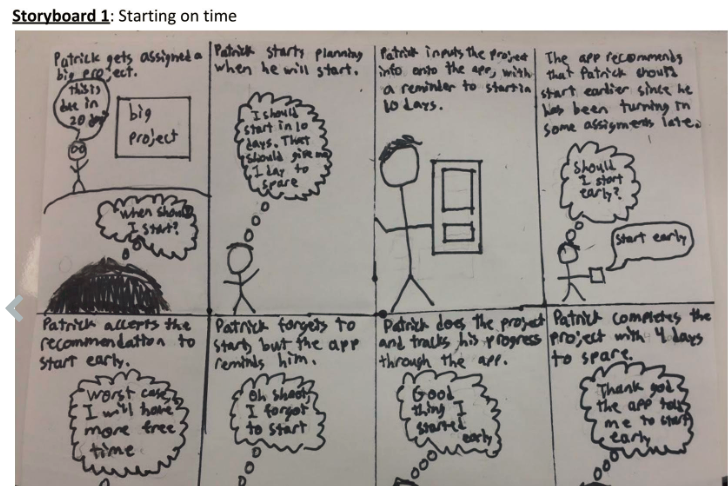 Storyboard 1: Starting on time
Patrick gets assigned a
big project.
This is
due in
20 days
big
project
When should
I start?
Patrick starts planning
when he will start.
I should
start in 10
days. That
should give me
1 day to
spare
Patrick inputs the project
info onto the app, with
a reminder to start in
10 days.
The app recommends
that Patrick should
start earlier since he
has been turning in
some assigments late.
Should
I start
early?
Start early
Patrick accepts the
recommendation to
start early.
Worst case
I will have
more free
time
Patrick forgets to
start, but the app
reminds him.
Oh shoot
I forgot
to start
Patrick does the project
and tracks his progress
through the app.
Good
thing I
started
early
Patrick completes the
project with 4 days
to spare.
Thank god
the app told
me to start
early